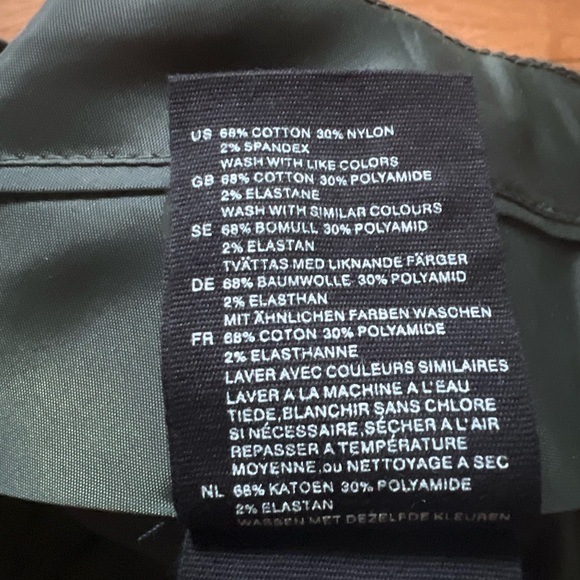 US 68% COTTON 30% NYLON
2% SPANDEX
WASH WITH LIKE COLORS
GB 68% COTTON 30% POLYAMIDE
2% ELASTANE
WASH WITH SIMILAR COLOURS
SE 68% BOMULL 30% POLYAMID
2% ELASTAN
TVÄTTAS MED LIKNANDE FÄRGER
DE 68% BAUMWOLLE 30% POLYAMID
2% ELASTHAN
MIT ÄHNLICHEN FARBEN WASCHEN
FR 68% COTON 30% POLYAMIDE
2% ELASTHANNE
LAVER AVEC COULEURS SIMILAIRES
LAVER A LA MACHINE A L'EAU
TIEDE,BLANCHIR SANS CHLORE
SI NÉCESSAIRE,SÉCHER A L'AIR
REPASSER A TEMPÉRATURE
MOYENNE,OU NETTOYAGE A SEC
NL 68% KATOEN 30% POLYAMIDE
2% ELASTAN
WASSEN MET DEZELFDE KLEUREN